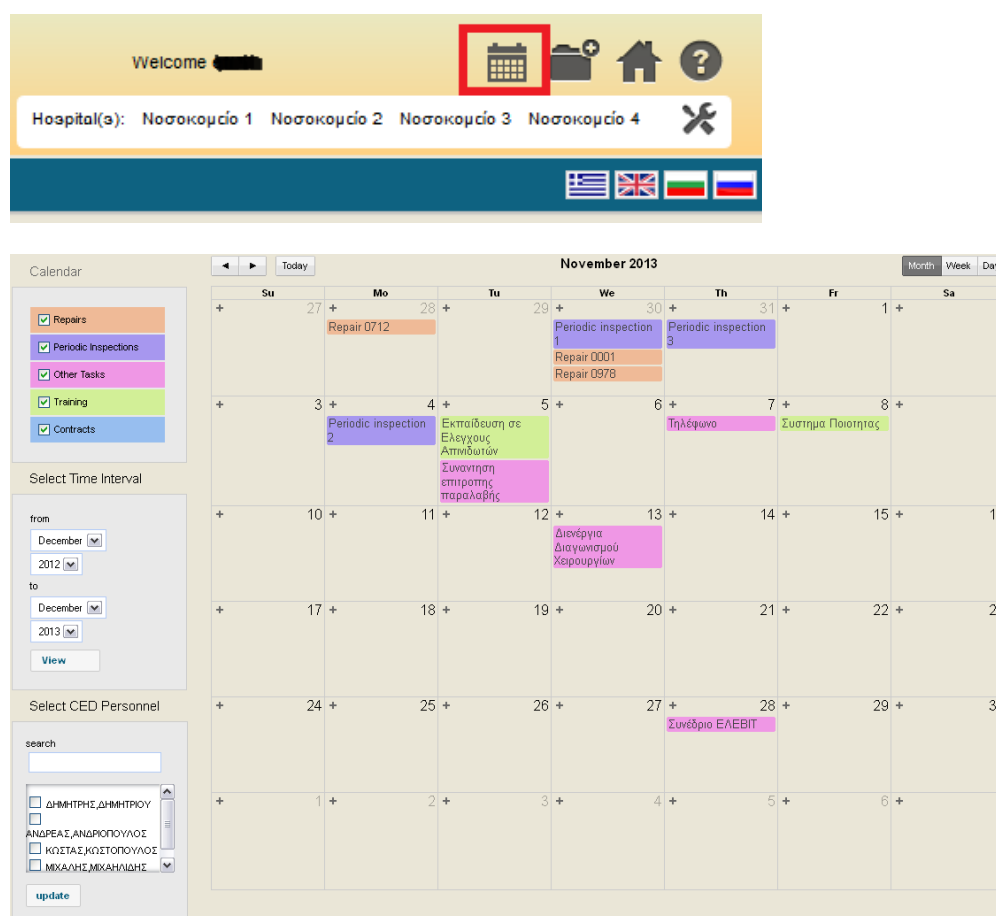 Welcome
Hospital(s): Νοσοκομείο 1 Νοσοκομείο 2 Νοσοκομείο 3 Νοσοκομείο 4
Calendar
Today
November 2013
Month Week Da
Su Mo Tu We Th Fr Sa
Repairs
Periodic Inspections
Other Tasks
Training
Contracts
+ 27 + 28 + 29 + 30 + 31 + 1 +
Repair 0712
Periodic inspection
1
Repair 0001
Repair 0978
Periodic inspection
3
+ 3 + 4 + 5 + 6 + 7 + 8 +
Periodic inspection
2
Εκπαίδευση σε
Ελεγχους
Απινιδωτών
Συναντηση
επιτροπης
παραλαβής
Τηλέφωνο
Συστημα Ποιοτητας
Select Time Interval
from
December
2012
to
December
2013
View
+ 10 + 11 + 12 + 13 + 14 + 15 + 1
Διενέργια
Διαγωνισμού
Χειρουργίων
+ 17 + 18 + 19 + 20 + 21 + 22 + 2
Select CED Personnel
search
ΔΗΜΗΤΡΗΣ,ΔΗΜΗΤΡΙΟΥ
ΑΝΔΡΕΑΣ,ΑΝΔΡΙΟΠΟΥΛΟΣ
ΚΩΣΤΑΣ,ΚΩΣΤΟΠΟΥΛΟΣ
ΜΙΧΑΛΗΣ,ΜΙΧΑΗΛΙΔΗΣ
update
+ 24 + 25 + 26 + 27 + 28 + 29 + 3
Συνέδριο ΕΛΕΒΙΤ
+ 1 + 2 + 3 + 4 + 5 + 6 +